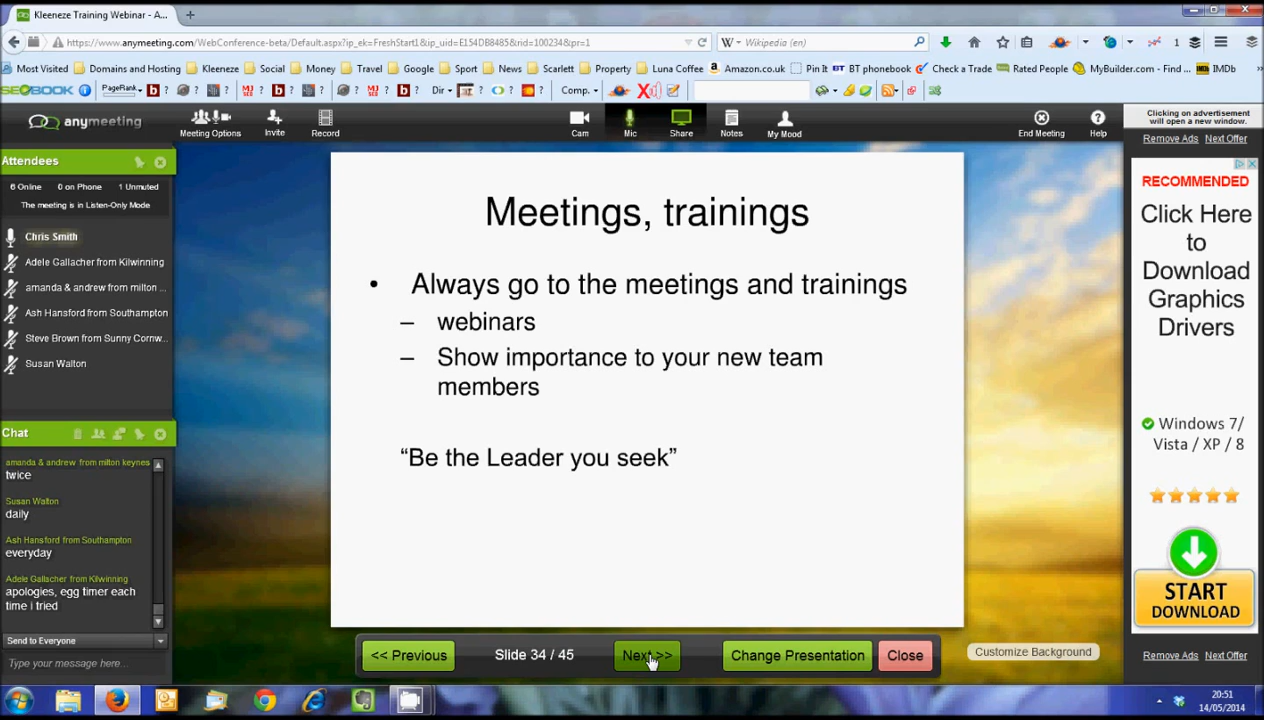 Kleeneze Training Webinar - A...
https://www.anymeeting.com/WebConference-beta/Default.aspx?ip_ek=FreshStart1&ip_uid=E154DB8485&rid=100234&pr=1
Wikipedia (en)
1
Most Visited
Domains and Hosting
Kleeneze
Social
Money
Travel
Google
Sport
News
Scarlett
Property
Luna Coffee
Amazon.co.uk
Pin It
BT phonebook
Check a Trade
Rated People
MyBuilder.com - Find ...
IMDb
SEOBOOK
PageRank
Dir
Comp.
anymeeting
Meeting Options
Invite
Record
Cam
Mic
Share
Notes
My Mood
End Meeting
Help
Clicking on advertisement
will open a new window.
Remove Ads
Next Offer
Attendees
6 Online
0 on Phone
1 Unmuted
The meeting is in Listen-Only Mode
Chris Smith
Adele Gallacher from Kilwinning
amanda & andrew from milton ...
Ash Hansford from Southampton
Steve Brown from Sunny Cornw...
Susan Walton
Chat
amanda & andrew from milton keynes
twice
Susan Walton
daily
Ash Hansford from Southampton
everyday
Adele Gallacher from Kilwinning
apologies, egg timer each
time i tried
Send to Everyone
Type your message here...
Meetings, trainings
• Always go to the meetings and trainings
– webinars
– Show importance to your new team
members
“Be the Leader you seek”
<< Previous
Slide 34 / 45
Next >>
Change Presentation
Close
Customize Background
RECOMMENDED
Click Here
to
Download
Graphics
Drivers
Windows 7/
Vista / XP / 8
START
DOWNLOAD
Remove Ads
Next Offer
20:51
14/05/2014